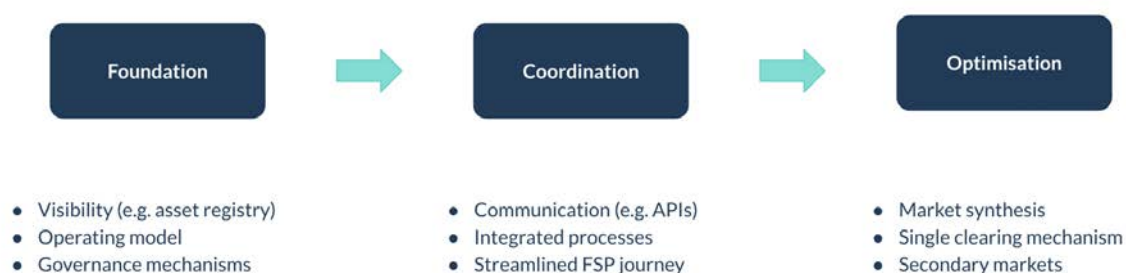 Foundation
Coordination
Optimisation
• Visibility (e.g. asset registry)
• Operating model
• Governance mechanisms
• Communication (e.g. APIs)
• Integrated processes
• Streamlined FSP journey
• Market synthesis
• Single clearing mechanism
• Secondary markets